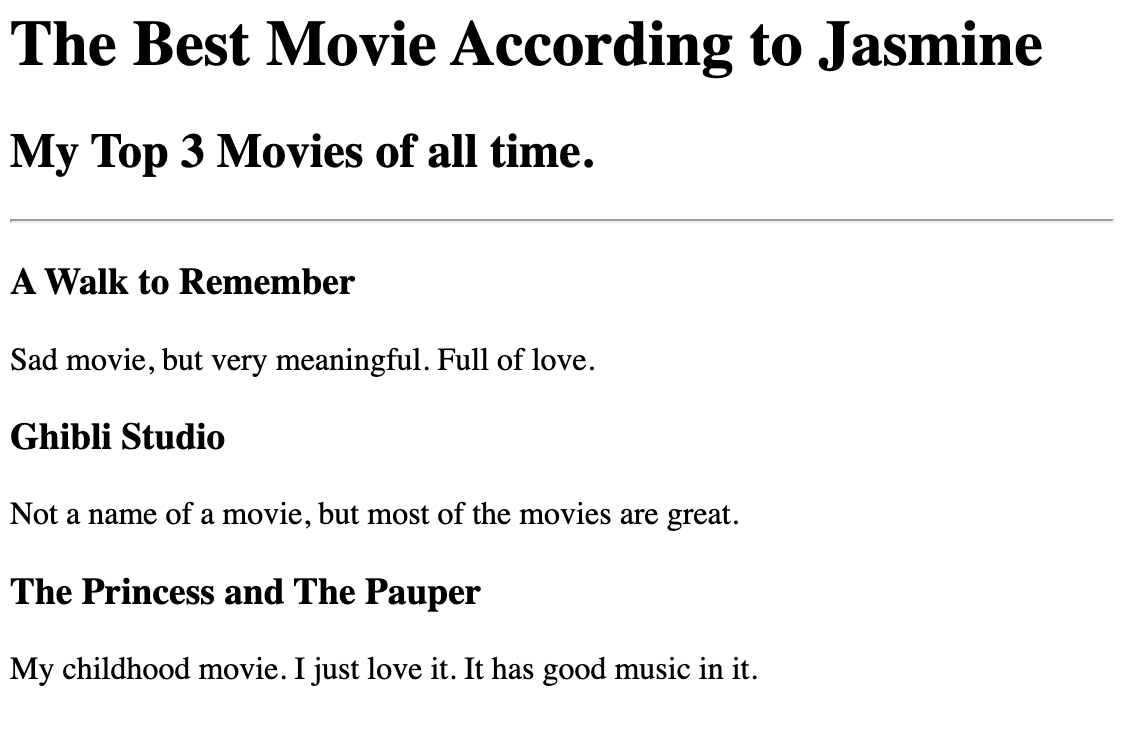 The Best Movie According to Jasmine
My Top 3 Movies of all time.
A Walk to Remember
Sad movie, but very meaningful. Full of love.
Ghibli Studio
Not a name of a movie, but most of the movies are great.
The Princess and The Pauper
My childhood movie. I just love it. It has good music in it.